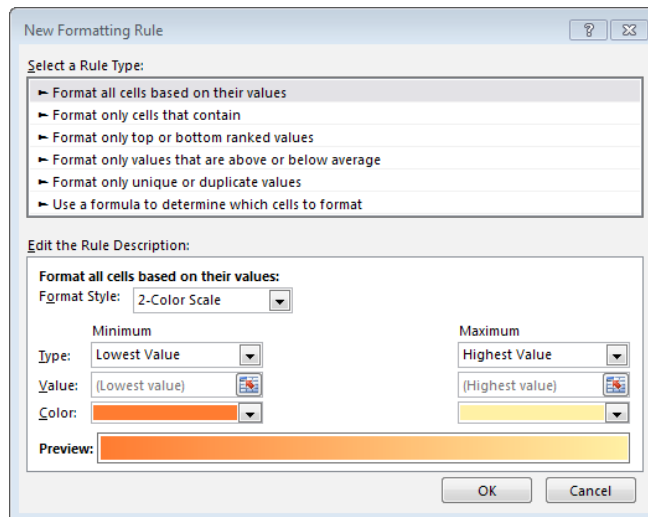 New Formatting Rule
Select a Rule Type:
► Format all cells based on their values
► Format only cells that contain
► Format only top or bottom ranked values
► Format only values that are above or below average
► Format only unique or duplicate values
► Use a formula to determine which cells to format
Edit the Rule Description:
Format all cells based on their values:
Format Style: 2-Color Scale
Minimum Maximum
Type: Lowest Value Highest Value
Value: (Lowest value) (Highest value)
Color:
Preview:
OK Cancel